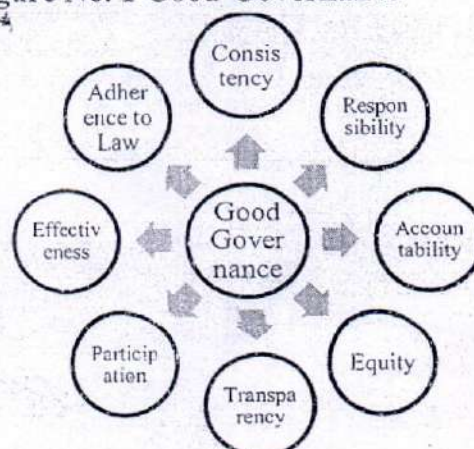 Good
Consis
tency
Respon
sibility
Accoun
tability
Equity
Transpa
rency
Particip
ation
Effectiv
eness
Adher
ence to
Law
Good
Gover
nance